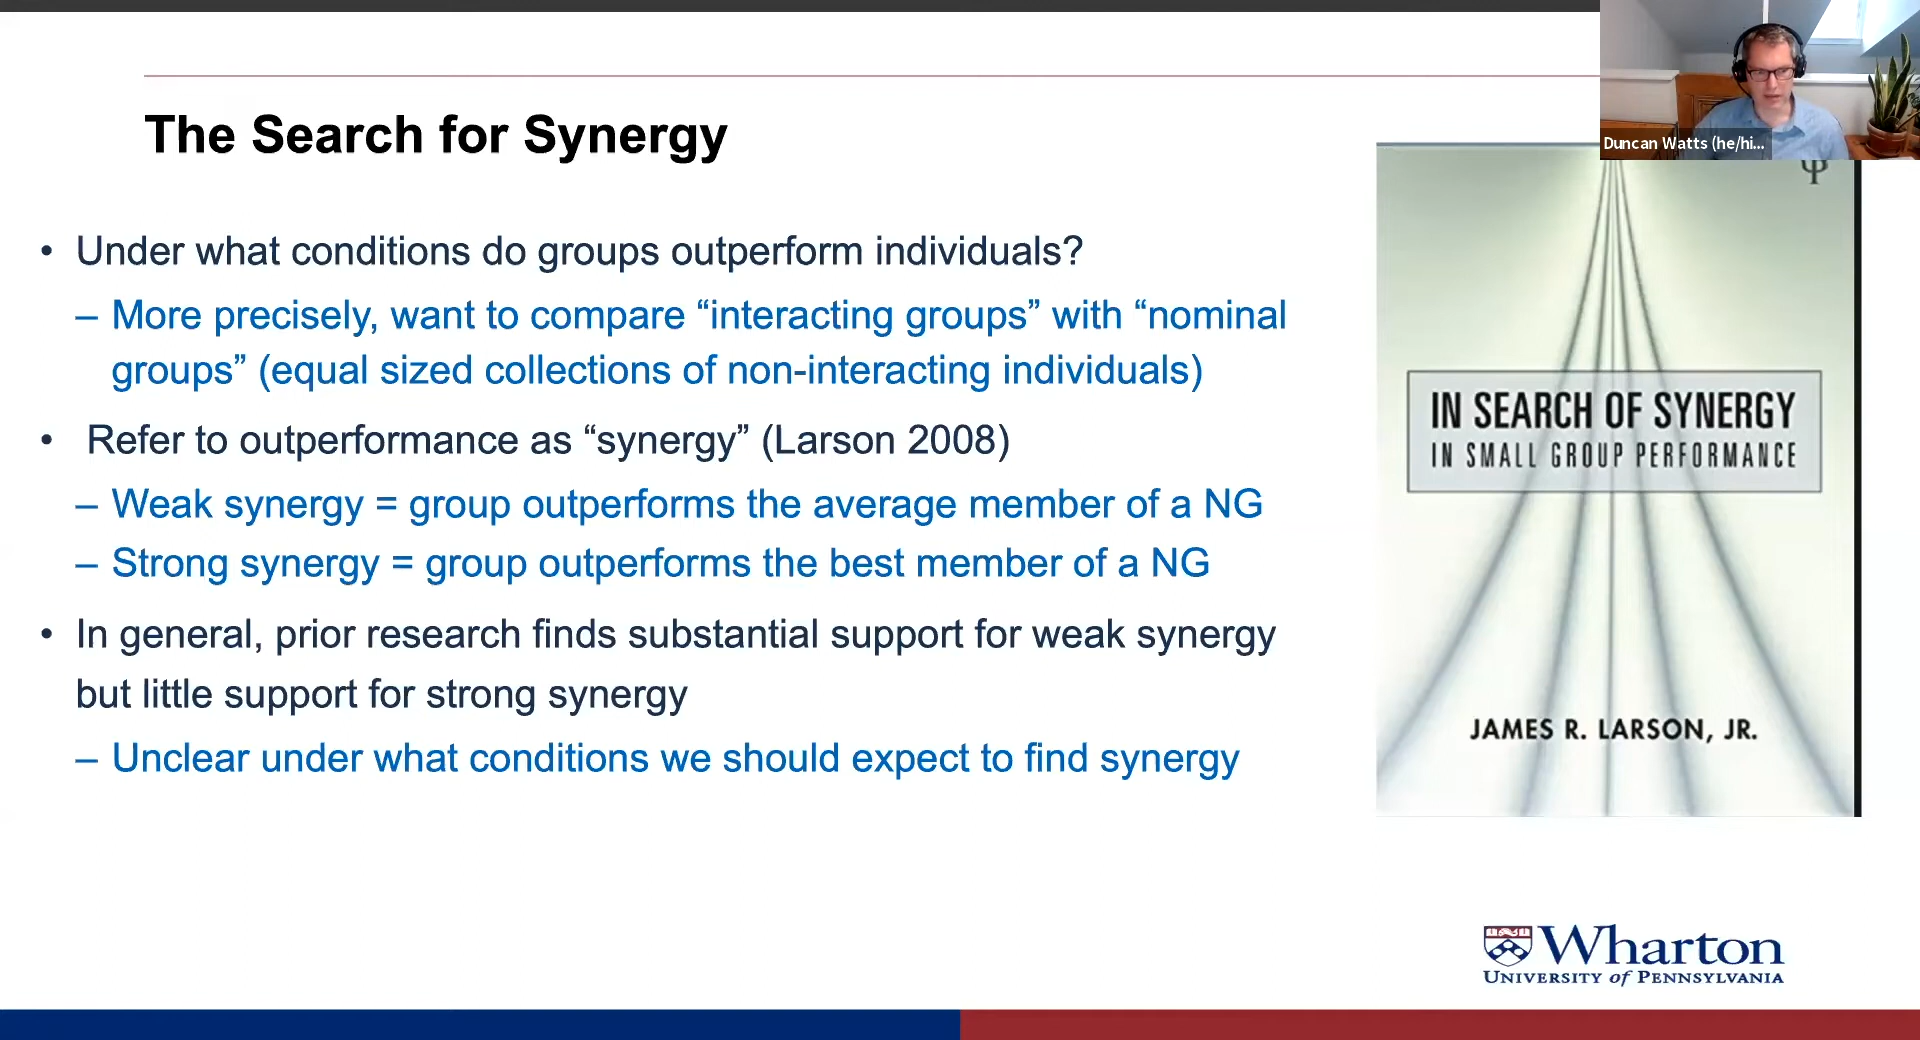 Duncan Watts (he/hi...
The Search for Synergy
• Under what conditions do groups outperform individuals?
– More precisely, want to compare “interacting groups” with “nominal
groups” (equal sized collections of non-interacting individuals)
• Refer to outperformance as “synergy” (Larson 2008)
– Weak synergy = group outperforms the average member of a NG
– Strong synergy = group outperforms the best member of a NG
• In general, prior research finds substantial support for weak synergy
but little support for strong synergy
– Unclear under what conditions we should expect to find synergy
Ψ
IN SEARCH OF SYNERGY
IN SMALL GROUP PERFORMANCE
JAMES R. LARSON, JR.
Wharton
UNIVERSITY of PENNSYLVANIA